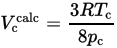 V_c^calc = 3RT_c / 8p_c